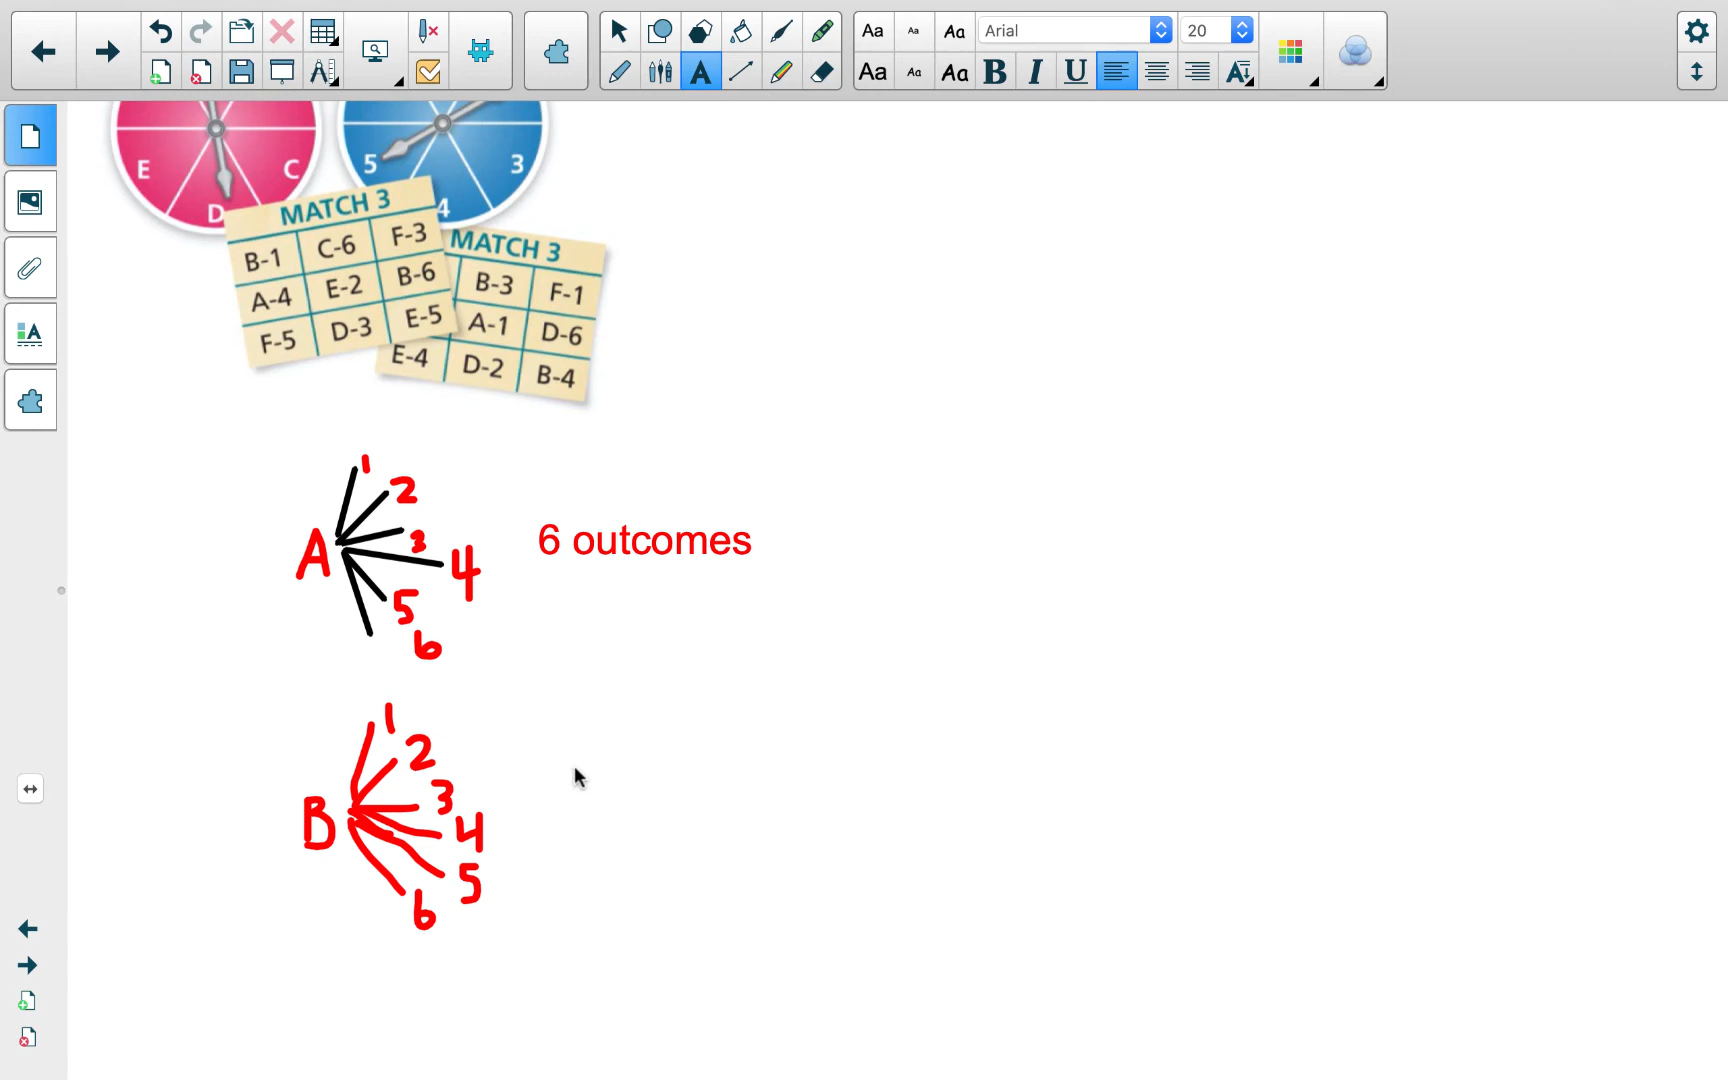 Aa Aa Aa Arial 20
Aa Aa Aa B I U A
E C 5 3
D 4
MATCH 3
B-1 C-6 F-3
A-4 E-2 B-6
F-5 D-3 E-5
MATCH 3
B-3 F-1
A-1 D-6
E-4 D-2 B-4
A
1
2
3
4
5
6
6 outcomes
B
1
2
3
4
5
6